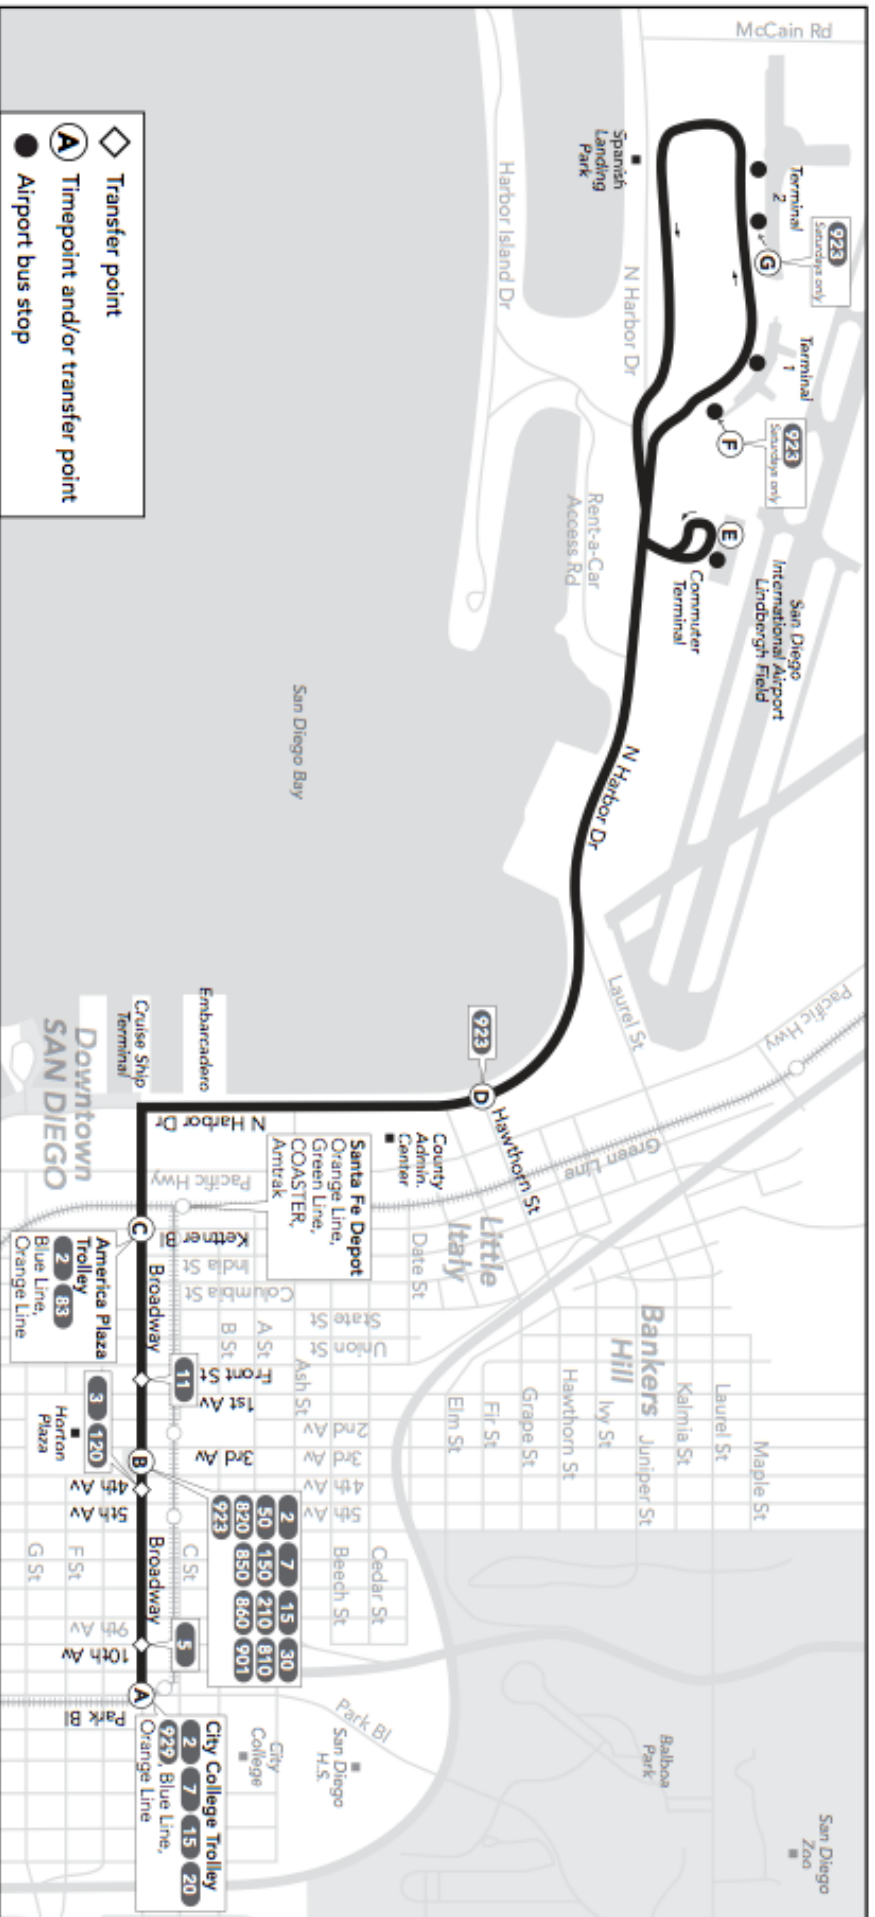 McCain Rd
Terminal
2
923
Saturdays only
G
Spanish
Landing
Park
Harbor Island Dr
N Harbor Dr
Terminal
1
923
Saturdays only
F
E
Commuter
Terminal
San Diego
International Airport
Lindbergh Field
Rent-a-Car
Access Rd
◇ Transfer point
A Timepoint and/or transfer point
● Airport bus stop
San Diego Bay
N Harbor Dr
Laurel St
Pacific Hwy
Embarcadero
Cruise Ship
Terminal
Downtown
SAN DIEGO
923
D
Hawthorn St
Green Line
N Harbor Dr
Pacific Hwy
County
Admin.
Center
Santa Fe Depot
Orange Line,
Green Line,
COASTER,
Amtrak
Little
Italy
Date St
C
Kettner Bl
India St
Columbia St
America Plaza
Trolley
2 83
Blue Line,
Orange Line
Broadway
B St
A St
Ash St
State St
Union St
Front St
1st Av
2nd Av
3rd Av
3rd Av
4th Av
5th Av
11
3 120
Horton
Plaza
B
4th Av
5th Av
Bankers
Hill
Elm St
Fir St
Grape St
Hawthorn St
Ivy St
Juniper St
Kalmia St
Laurel St
Maple St
2 7 15 30
50 150 210 810
820 850 860 901
923
Broadway
G St
F St
C St
Beech St
Cedar St
9th Av
10th Av
5
A
Park Bl
Park Bl
City College Trolley
2 7 15 20
929, Blue Line,
Orange Line
City
College
San Diego
H.S.
Balboa
Park
San Diego
Zoo